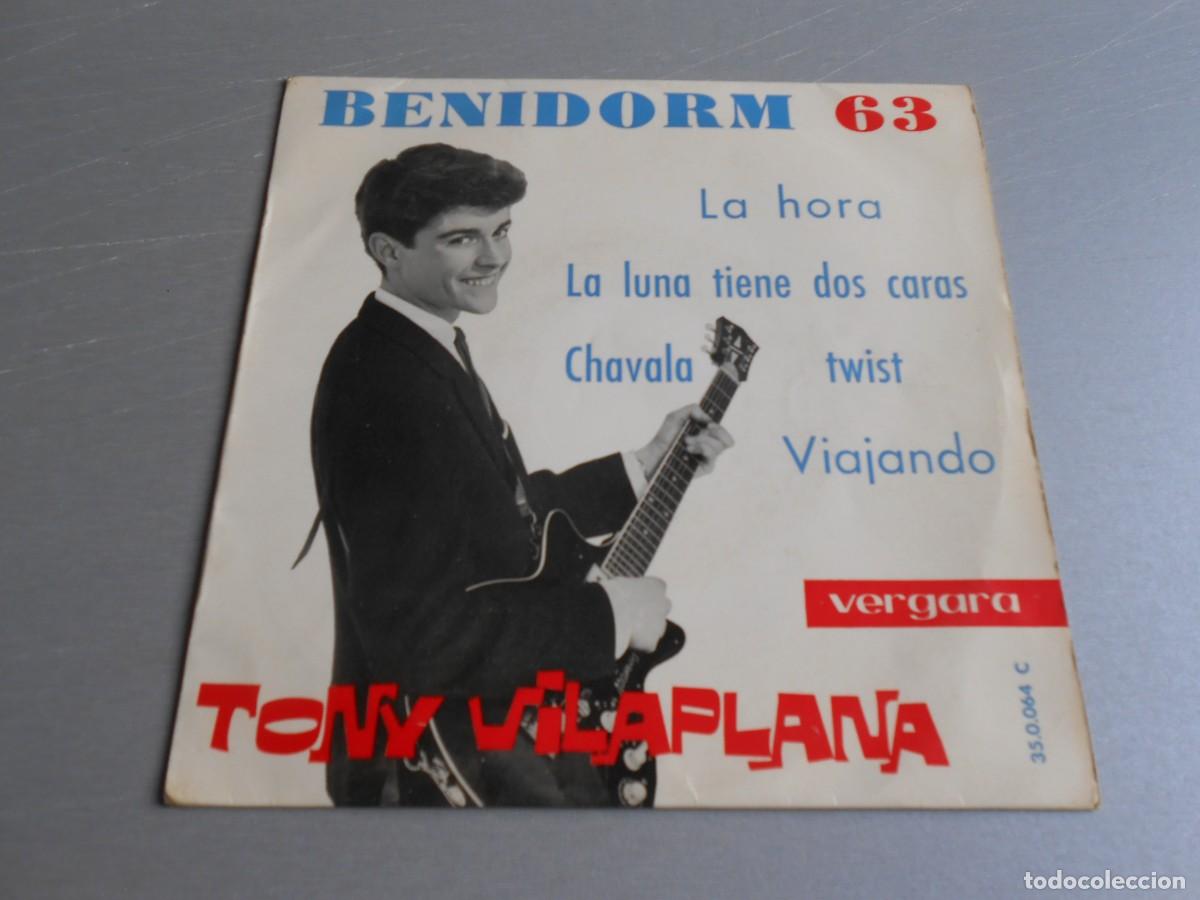 BENIDORM 63
La hora
La luna tiene dos caras
Chavala twist
Viajando
vergara
TONY VILAPLANA
35.0.064 C
todocoleccion